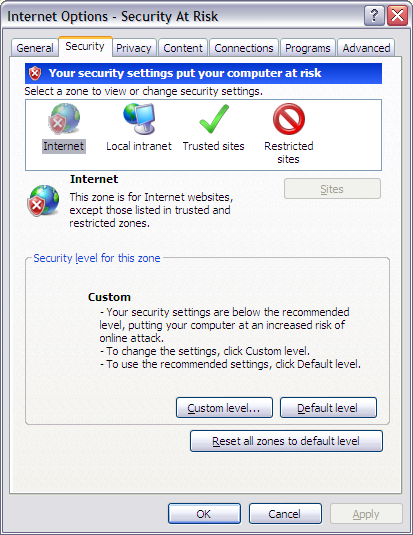 Internet Options - Security At Risk
General Security Privacy Content Connections Programs Advanced
Your security settings put your computer at risk
Select a zone to view or change security settings.
Internet Local intranet Trusted sites Restricted
sites
Internet
Sites
This zone is for Internet websites,
except those listed in trusted and
restricted zones.
Security level for this zone
Custom
- Your security settings are below the recommended
level, putting your computer at an increased risk of
online attack.
- To change the settings, click Custom level.
- To use the recommended settings, click Default level.
Custom level... Default level
Reset all zones to default level
OK Cancel Apply